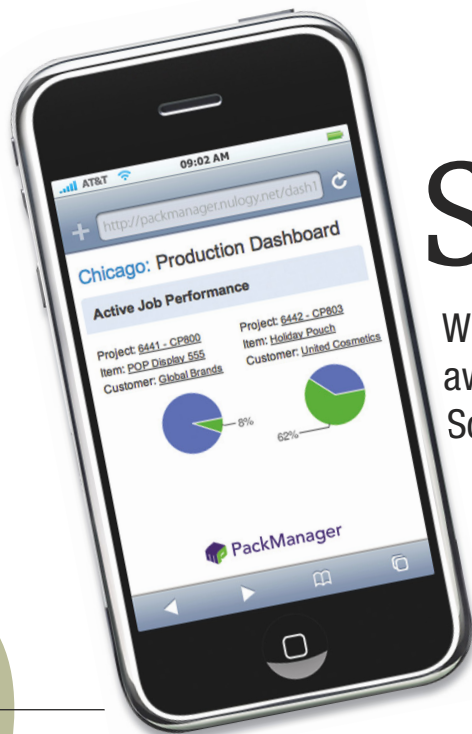 AT&T 09:02 AM
http://packmanager.nulogy.net/dash1
Chicago: Production Dashboard
Active Job Performance
Project: 6441 - CP800
Item: POP Display 555
Customer: Global Brands
8%
Project: 6442 - CP803
Item: Holiday Pouch
Customer: United Cosmetics
62%
PackManager
S
W
aw
So